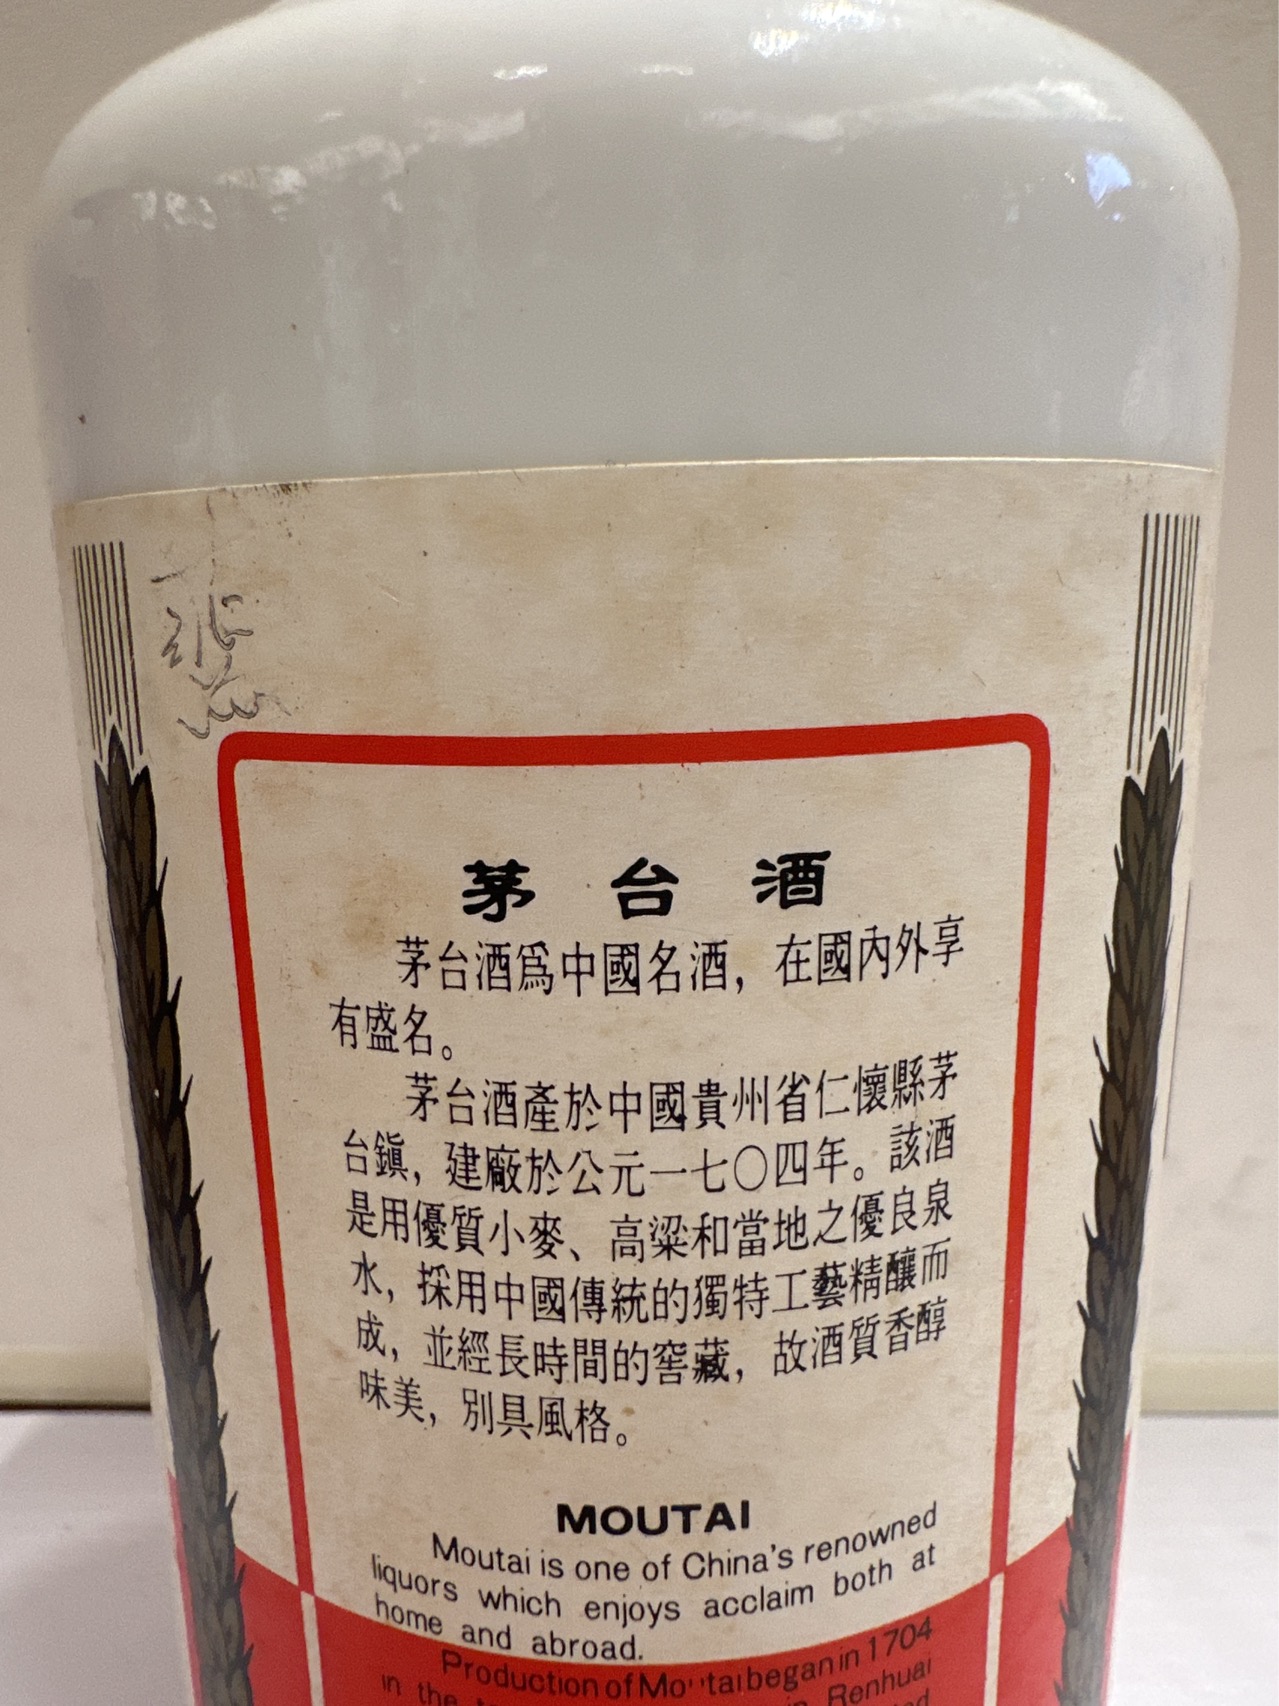 茅台酒
茅台酒爲中國名酒，在國內外享
有盛名。
茅台酒產於中國貴州省仁懷縣茅
台鎭，建廠於公元一七〇四年。該酒
是用優質小麥、高粱和當地之優良泉
水，採用中國傳統的獨特工藝精釀而
成，並經長時間的窖藏，故酒質香醇
味美，別具風格。
MOUTAI
Moutai is one of China's renowned
liquors which enjoys acclaim both at
home and abroad.
Production of Moutai began in 1704
in the Renhuai